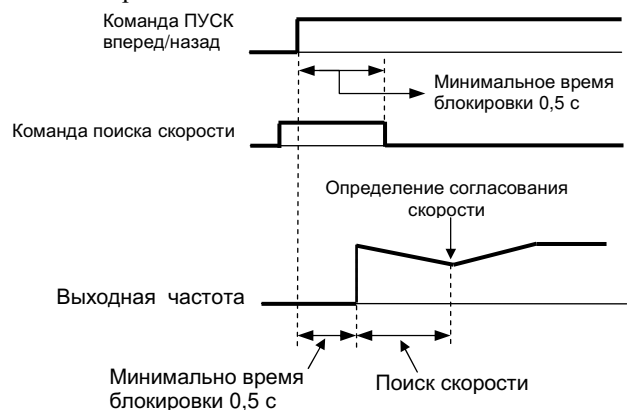 Команда ПУСК
вперед/назад
Минимальное время
блокировки 0,5 с
Команда поиска скорости
Определение согласования
скорости
Выходная частота
Минимально время
блокировки 0,5 с
Поиск скорости